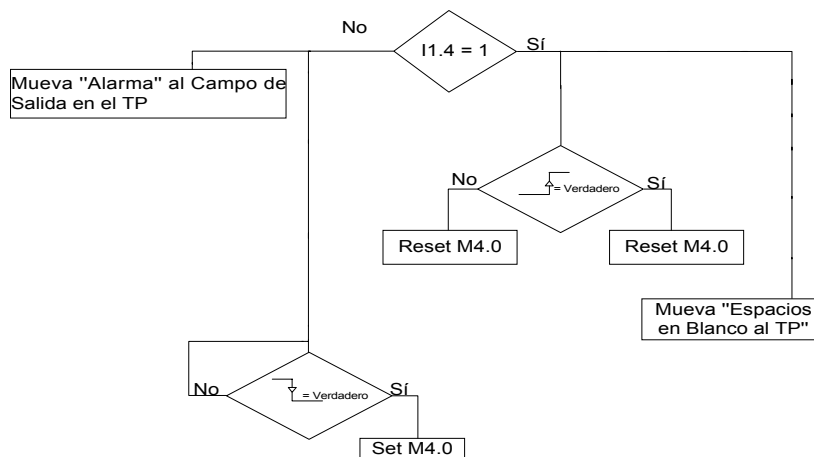 No
I1.4 = 1
Sí
Mueva "Alarma" al Campo de
Salida en el TP
No
= Verdadero
Sí
Reset M4.0
Reset M4.0
Mueva "Espacios
en Blanco al TP"
No
= Verdadero
Sí
Set M4.0